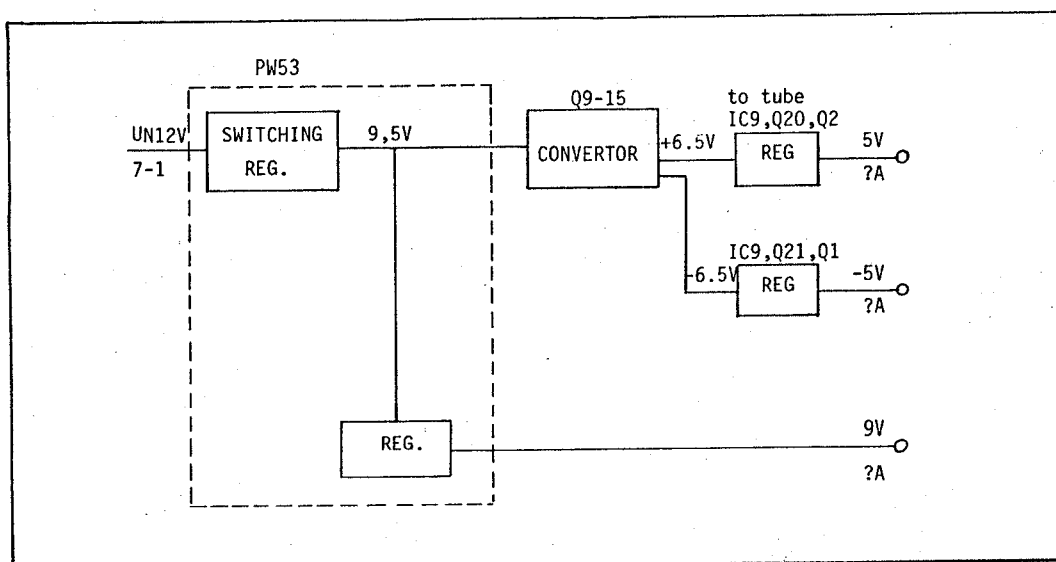 PW53
UN12V
7-1
SWITCHING
REG.
9,5V
Q9-15
CONVERTOR
+6.5V
to tube
IC9,Q20,Q2
REG
5V
?A
-6.5V
IC9,Q21,Q1
REG
-5V
?A
REG.
9V
?A